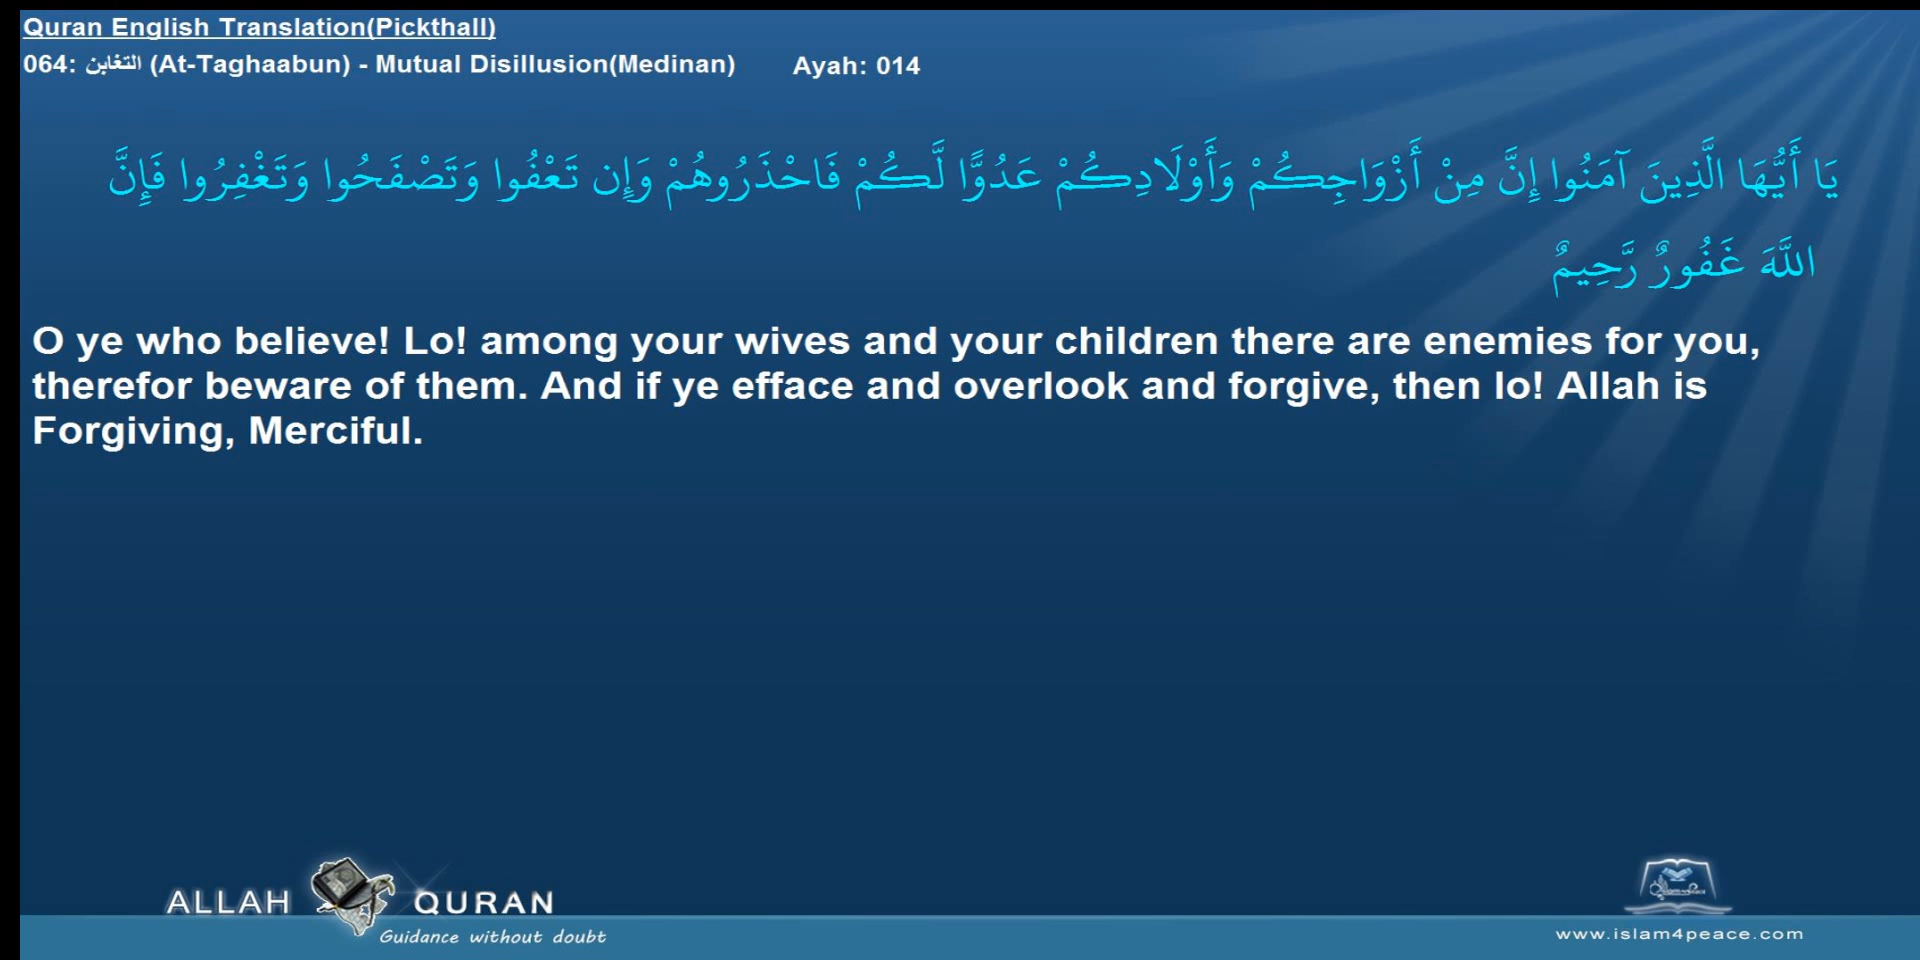 Quran English Translation(Pickthall)
064: التغابن (At-Taghaabun) - Mutual Disillusion(Medinan) Ayah: 014
يَا أَيُّهَا الَّذِينَ آمَنُوا إِنَّ مِنْ أَزْوَاجِكُمْ وَأَوْلَادِكُمْ عَدُوًّا لَّكُمْ فَاحْذَرُوهُمْ وَإِن تَعْفُوا وَتَصْفَحُوا وَتَغْفِرُوا فَإِنَّ
اللَّهَ غَفُورٌ رَّحِيمٌ
O ye who believe! Lo! among your wives and your children there are enemies for you,
therefor beware of them. And if ye efface and overlook and forgive, then lo! Allah is
Forgiving, Merciful.
ALLAH QURAN
Guidance without doubt
www.islam4peace.com